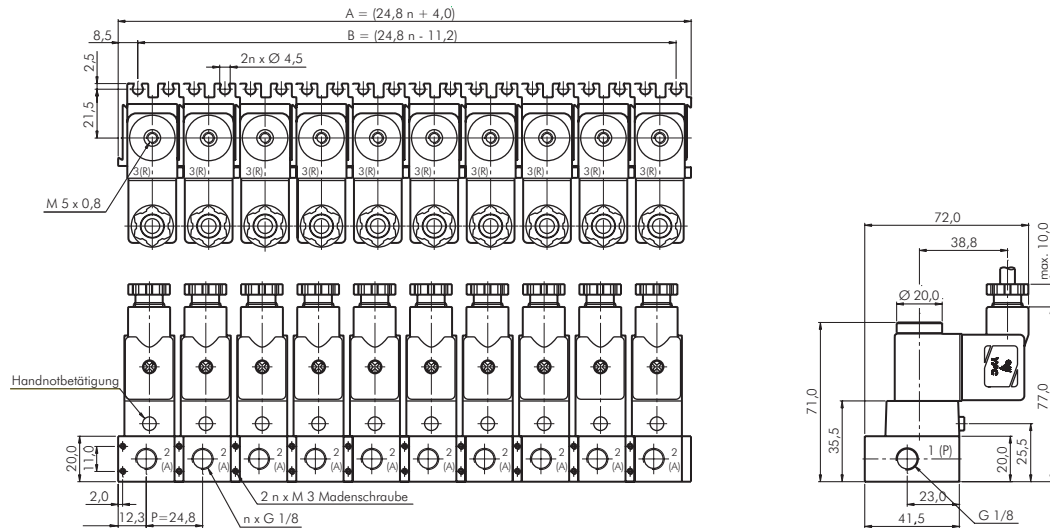 A = (24,8 n + 4,0)
8,5
B = (24,8 n - 11,2)
2,5
2n x Ø 4,5
21,5
3(R) 3(R) 3(R) 3(R) 3(R) 3(R) 3(R) 3(R) 3(R) 3(R)
M 5 x 0,8
Handnotbetätigung
20,0
11,0
2 2 2 2 2 2 2 2 2 2
(A) (A) (A) (A) (A) (A) (A) (A) (A) (A)
2,0
2 n x M 3 Madenschraube
12,3
P=24,8
n x G 1/8
72,0
38,8
max. 10,0
Ø 20,0
71,0
35,5
77,0
1 (P)
20,0
25,5
23,0
G 1/8
41,5